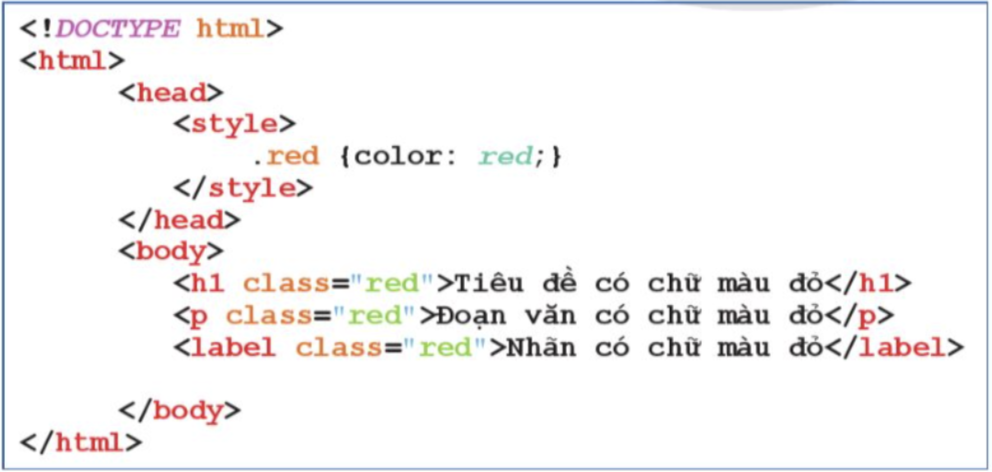 <!DOCTYPE html>
<html>
<head>
<style>
.red {color: red;}
</style>
</head>
<body>
<h1 class="red">Tiêu đề có chữ màu đỏ</h1>
<p class="red">Đoạn văn có chữ màu đỏ</p>
<label class="red">Nhãn có chữ màu đỏ</label>
</body>
</html>